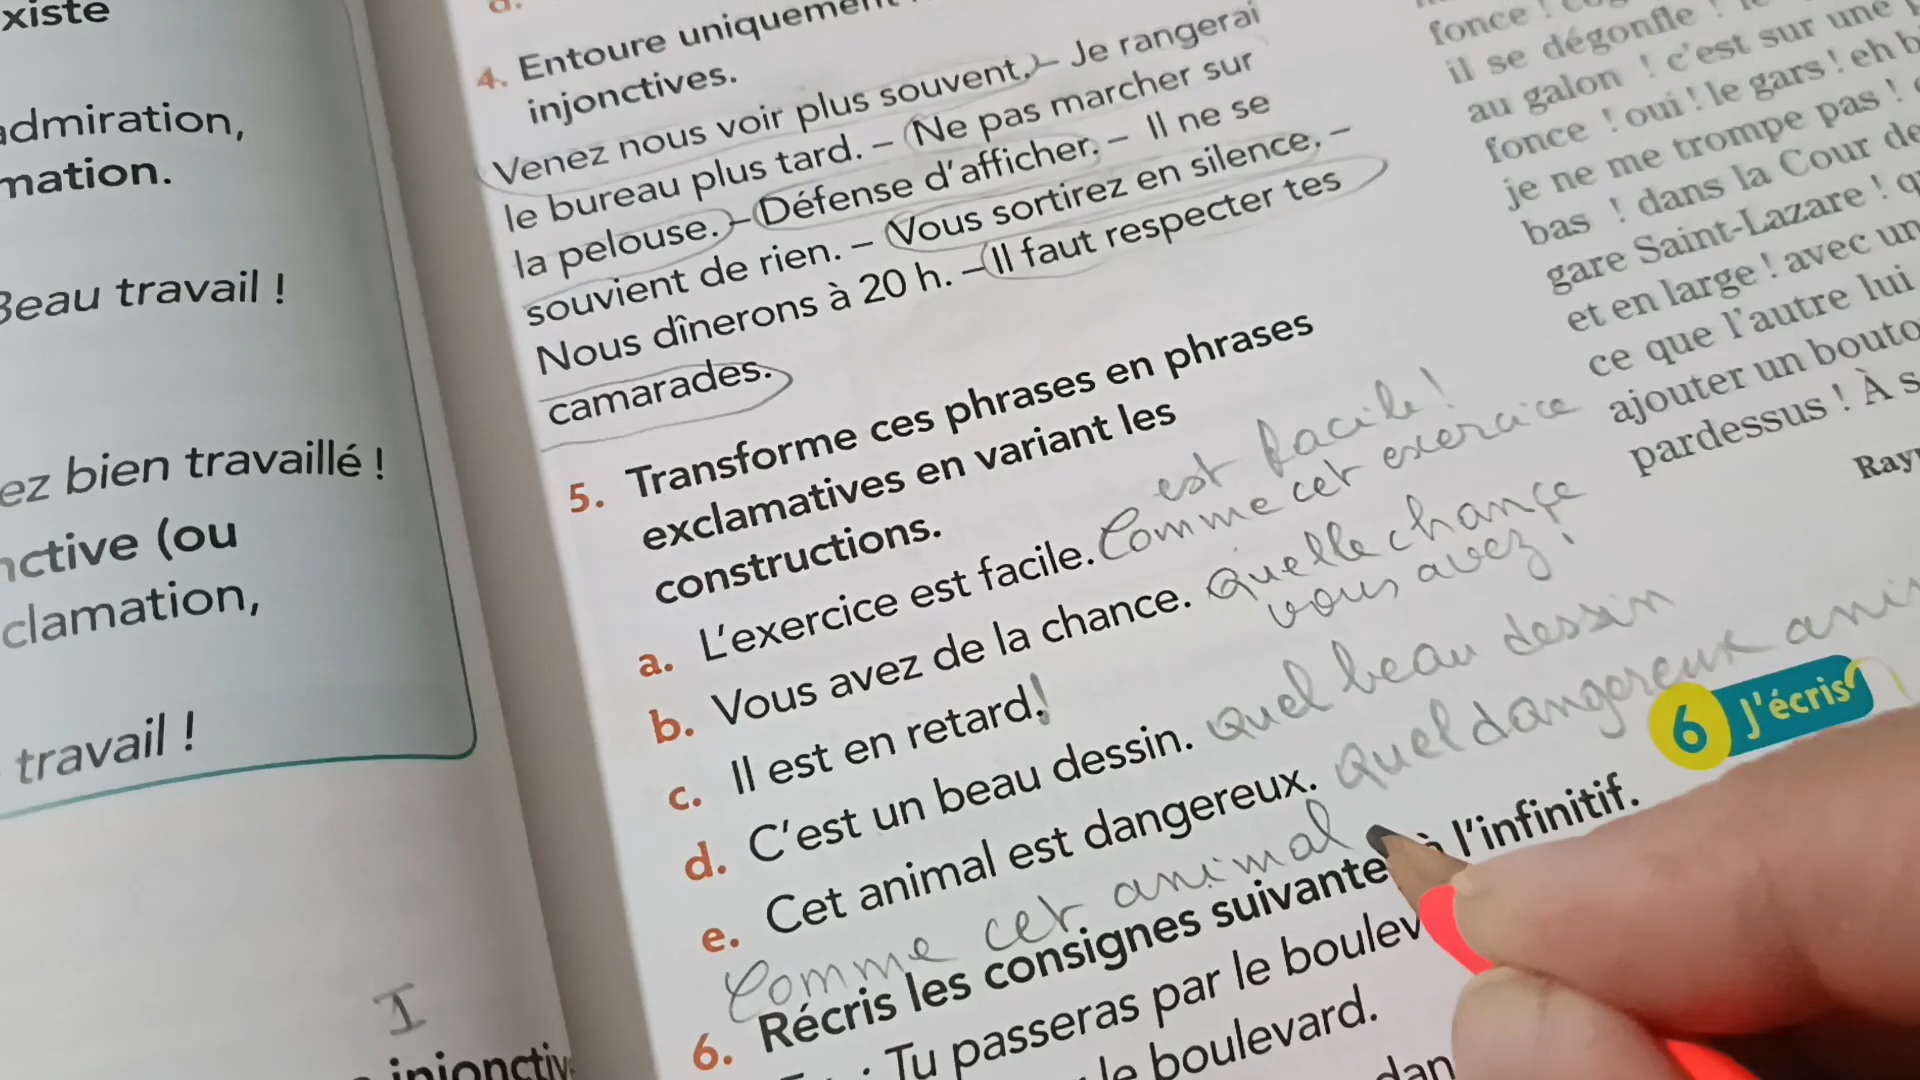 xiste
admiration,
mation.
Beau travail !
ez bien travaillé !
nctive (ou
clamation,
travail !
I
injonctiv
4. Entoure uniquement
injonctives.
Venez nous voir plus souvent. – Je rangerai
le bureau plus tard. – Ne pas marcher sur
la pelouse. – Défense d'afficher. – Il ne se
souvient de rien. – Vous sortirez en silence. –
Nous dînerons à 20 h. – Il faut respecter tes
camarades.
5. Transforme ces phrases en phrases
exclamatives en variant les
constructions.
est facile !
a. L'exercice est facile. Comme cet exercice
b. Vous avez de la chance. Quelle chance
vous avez !
c. Il est en retard !
d. C'est un beau dessin. Quel beau dessin
e. Cet animal est dangereux. Quel dangereux ani
Comme cet animal
6. Récris les consignes suivantes à l'infinitif.
: Tu passeras par le boulev
le boulevard.
dan
fonce !
il se dégonfle !
au galon ! c'est sur une
fonce ! oui ! le gars ! eh b
je ne me trompe pas !
bas ! dans la Cour de
gare Saint-Lazare ! q
et en large ! avec un
ce que l'autre lui
ajouter un bouto
pardessus ! À s
Ray
6 J'écris